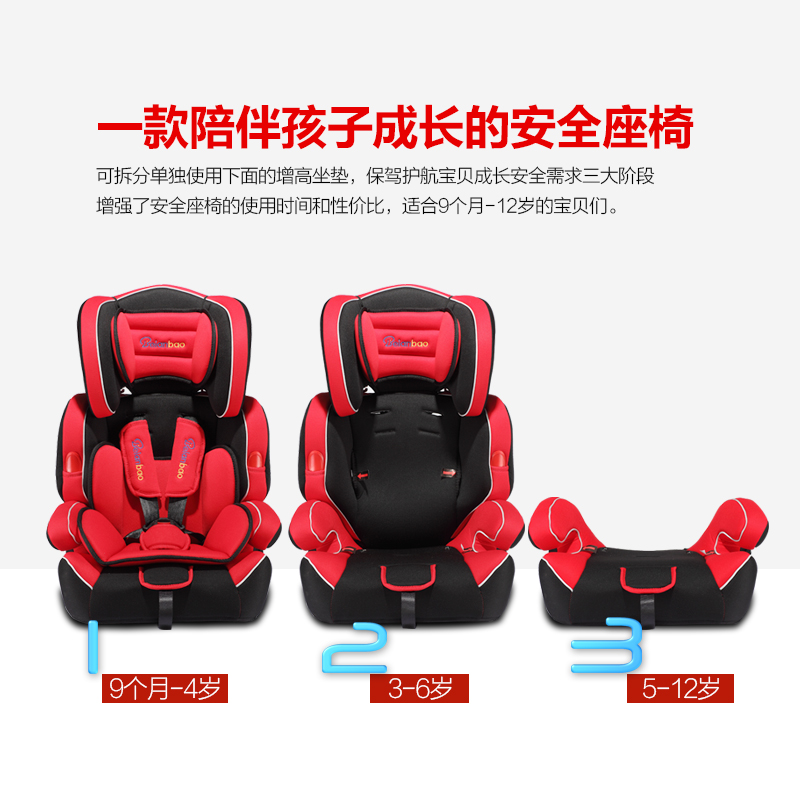 一款陪伴孩子成长的安全座椅
可拆分单独使用下面的增高坐垫，保驾护航宝贝成长安全需求三大阶段
增强了安全座椅的使用时间和性价比，适合9个月-12岁的宝贝们。
1
9个月-4岁
2
3-6岁
3
5-12岁